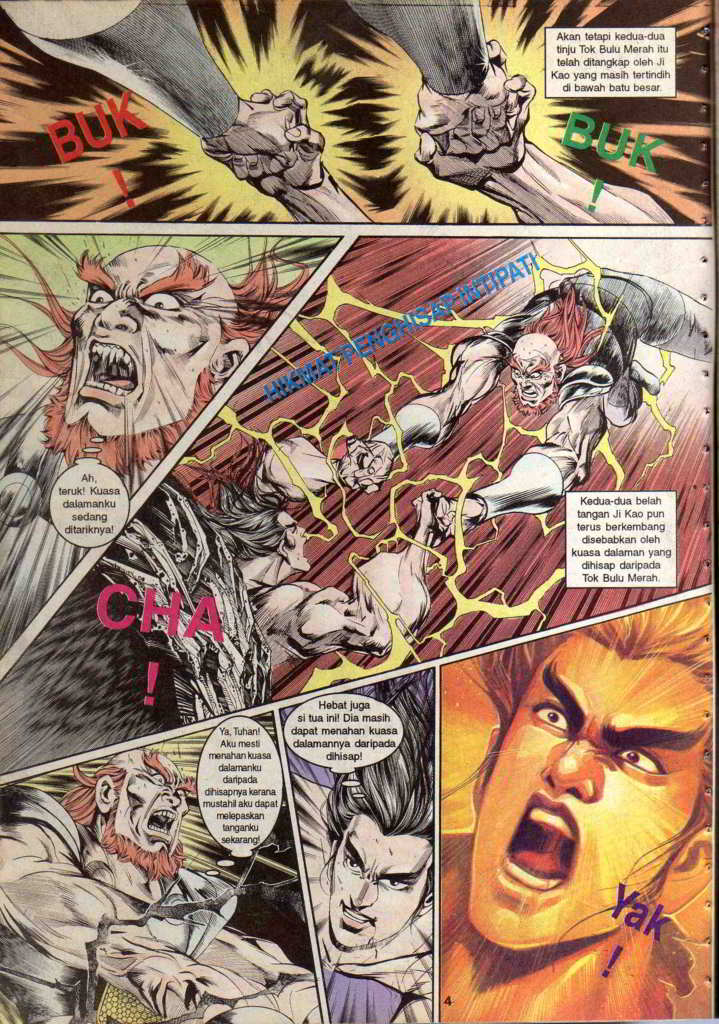 Akan tetapi kedua-dua
tinju Tok Bulu Merah itu
telah ditangkap oleh Ji
Kao yang masih tertindih
di bawah batu besar.
BUK
!
BUK
!
HIKMAT PENGHISAP INTIPATI
Ah,
teruk! Kuasa
dalamanku
sedang
ditariknya!
Kedua-dua belah
tangan Ji Kao pun
terus berkembang
disebabkan oleh
kuasa dalaman yang
dihisap daripada
Tok Bulu Merah.
CHA
!
Ya, Tuhan!
Aku mesti
menahan kuasa
dalamanku
daripada
dihisapnya kerana
mustahil aku dapat
melepaskan
tanganku
sekarang!
Hebat juga
si tua ini! Dia masih
dapat menahan kuasa
dalamannya daripada
dihisap!
Yak
!
4